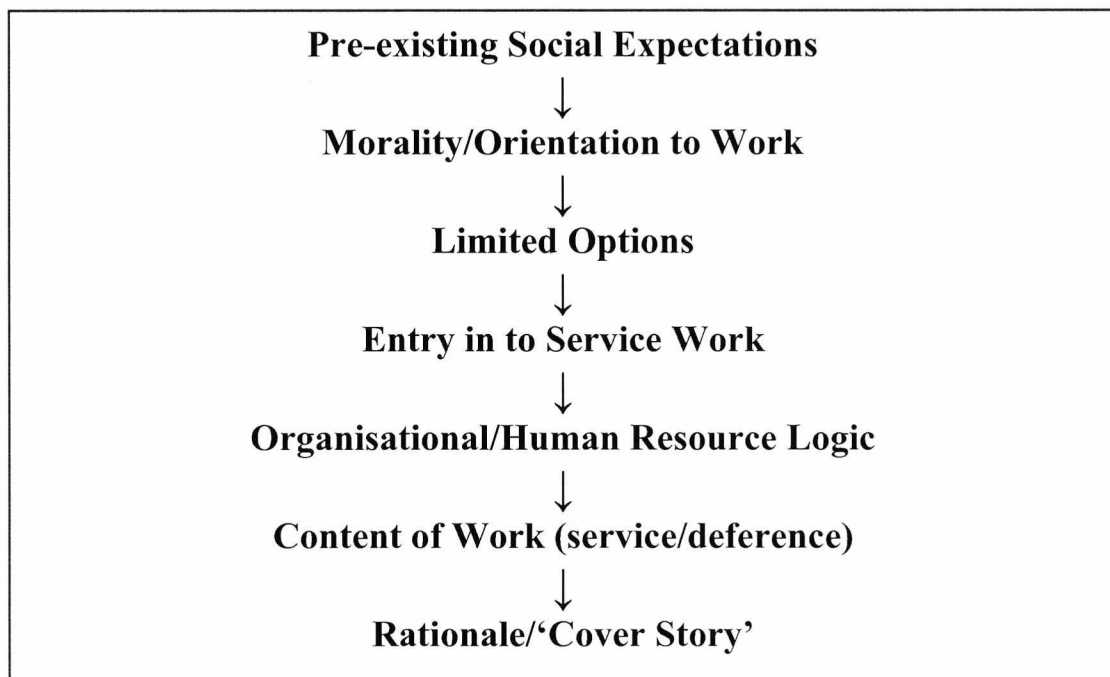 Pre-existing Social Expectations
↓
Morality/Orientation to Work
↓
Limited Options
↓
Entry in to Service Work
↓
Organisational/Human Resource Logic
↓
Content of Work (service/deference)
↓
Rationale/‘Cover Story’